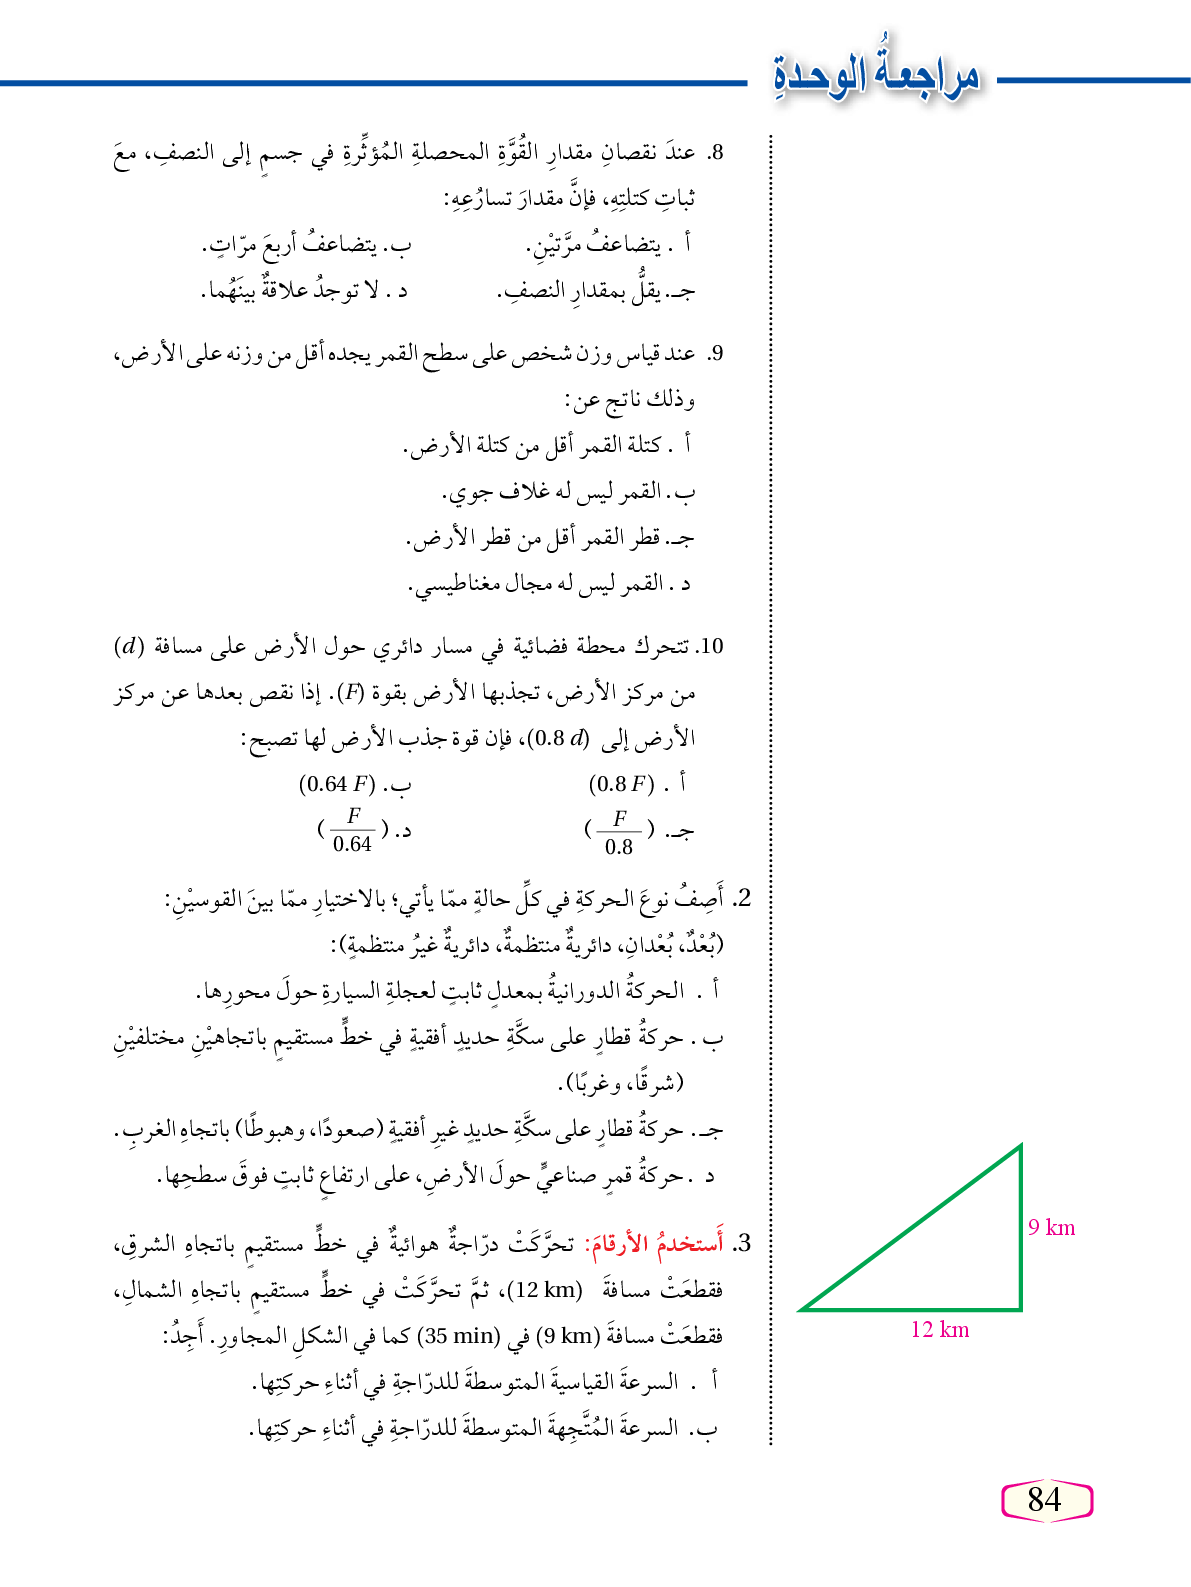 مراجعةُ الوحدةِ
8. عندَ نقصانِ مقدارِ القُوَّةِ المحصلةِ المُؤثِّرةِ في جسمٍ إلى النصفِ، معَ
ثباتِ كتلتِهِ، فإنَّ مقدارَ تسارُعِهِ:
أ . يتضاعفُ مرَّتيْنِ. ب. يتضاعفُ أربعَ مرّاتٍ.
جـ. يقلُّ بمقدارِ النصفِ. د . لا توجدُ علاقةٌ بينَهُما.
9. عند قياس وزن شخص على سطح القمر يجده أقل من وزنه على الأرض،
وذلك ناتج عن:
أ . كتلة القمر أقل من كتلة الأرض.
ب. القمر ليس له غلاف جوي.
جـ. قطر القمر أقل من قطر الأرض.
د . القمر ليس له مجال مغناطيسي.
10. تتحرك محطة فضائية في مسار دائري حول الأرض على مسافة (d)
من مركز الأرض، تجذبها الأرض بقوة (F). إذا نقص بعدها عن مركز
الأرض إلى (0.8 d)، فإن قوة جذب الأرض لها تصبح:
أ . (0.8 F) ب. (0.64 F)
جـ. (F/0.8) د. (F/0.64)
2. أَصِفُ نوعَ الحركةِ في كلِّ حالةٍ ممّا يأتي؛ بالاختيارِ ممّا بينَ القوسيْنِ:
(بُعْدٌ، بُعْدانِ، دائريةٌ منتظمةٌ، دائريةٌ غيرُ منتظمةٍ):
أ . الحركةُ الدورانيةُ بمعدلٍ ثابتٍ لعجلةِ السيارةِ حولَ محورِها.
ب . حركةُ قطارٍ على سكَّةِ حديدٍ أفقيةٍ في خطٍّ مستقيمٍ باتجاهيْنِ مختلفيْنِ
(شرقًا، وغربًا).
جـ. حركةُ قطارٍ على سكَّةِ حديدٍ غيرِ أفقيةٍ (صعودًا، وهبوطًا) باتجاهِ الغربِ.
د . حركةُ قمرٍ صناعيٍّ حولَ الأرضِ، على ارتفاعٍ ثابتٍ فوقَ سطحِها.
3. أَستخدمُ الأرقامَ: تحرَّكَتْ درّاجةٌ هوائيةٌ في خطٍّ مستقيمٍ باتجاهِ الشرقِ،
فقطعَتْ مسافةَ (12 km)، ثمَّ تحرَّكَتْ في خطٍّ مستقيمٍ باتجاهِ الشمالِ،
فقطعَتْ مسافةَ (9 km) في (35 min) كما في الشكلِ المجاورِ. أَجِدُ:
أ . السرعةَ القياسيةَ المتوسطةَ للدرّاجةِ في أثناءِ حركتِها.
ب. السرعةَ المُتَّجِهةَ المتوسطةَ للدرّاجةِ في أثناءِ حركتِها.
9 km
12 km
84